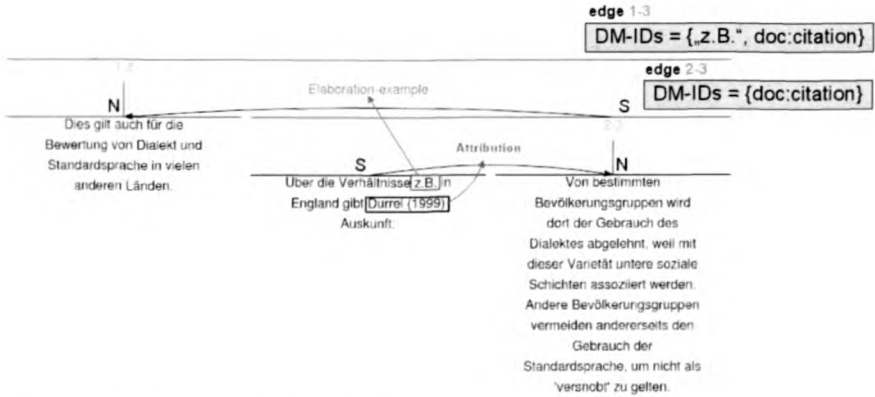 edge 1-3
DM-IDs = {„z.B.“, doc:citation}
1-3
edge 2-3
Elaboration-example
DM-IDs = {doc:citation}
N
S
Dies gilt auch für die
Bewertung von Dialekt und
Standardsprache in vielen
anderen Länden.
2-3
Attribution
S
N
Über die Verhältnisse z.B. in
England gibt Durrel (1999)
Auskunft:
Von bestimmten
Bevölkerungsgruppen wird
dort der Gebrauch des
Dialektes abgelehnt, weil mit
dieser Varietät untere soziale
Schichten assoziiert werden.
Andere Bevölkerungsgruppen
vermeiden andererseits den
Gebrauch der
Standardsprache, um nicht als
'versnobt' zu gelten.